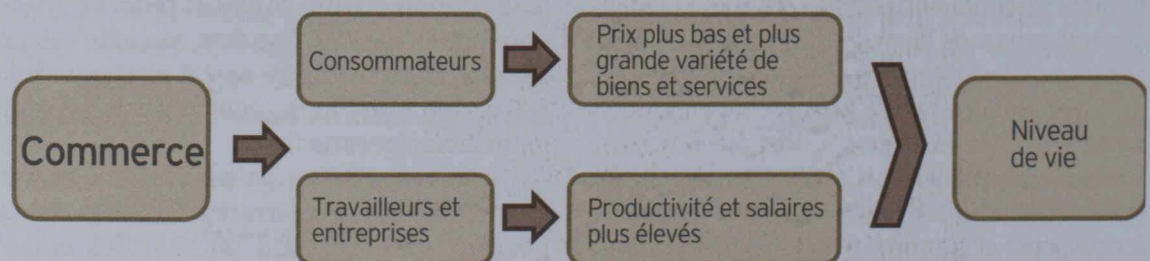 Commerce
Consommateurs
Prix plus bas et plus
grande variété de
biens et services
Travailleurs et
entreprises
Productivité et salaires
plus élevés
Niveau
de vie